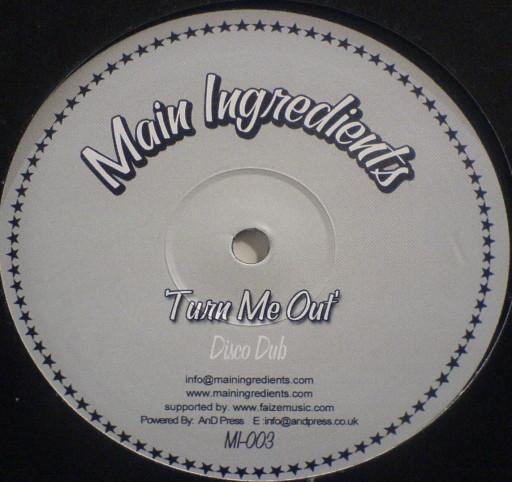 Main Ingredients
'Turn Me Out'
Disco Dub
info@mainingredients.com
www.mainingredients.com
supported by. www.faizemusic.com
Powered By: AnD Press E :info@andpress.co.uk
MI-003